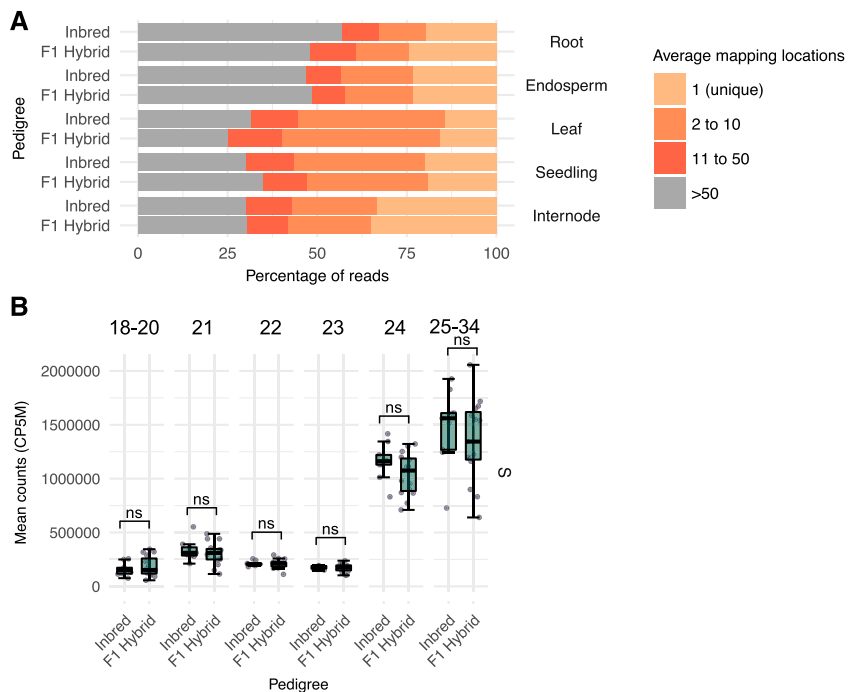 A
Pedigree
Inbred
F1 Hybrid
Root
Inbred
F1 Hybrid
Endosperm
Inbred
F1 Hybrid
Leaf
Inbred
F1 Hybrid
Seedling
Inbred
F1 Hybrid
Internode
0 25 50 75 100
Percentage of reads
Average mapping locations
1 (unique)
2 to 10
11 to 50
>50
B
18-20 21 22 23 24 25-34
Mean counts (CP5M)
2000000
1500000
1000000
500000
0
ns ns ns ns ns ns
S
Inbred F1 Hybrid Inbred F1 Hybrid Inbred F1 Hybrid Inbred F1 Hybrid Inbred F1 Hybrid Inbred F1 Hybrid
Pedigree